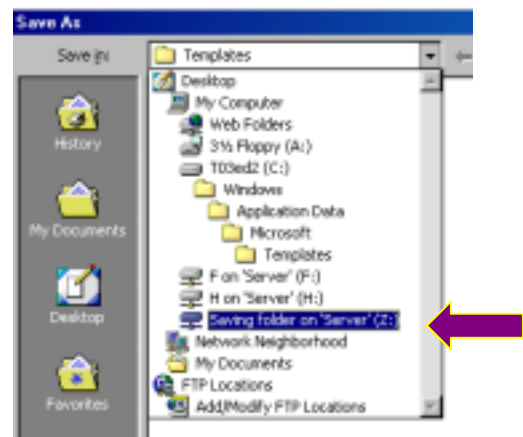 Save As
Save in:
Templates
Desktop
My Computer
Web Folders
3½ Floppy (A:)
T03ed2 (C:)
Windows
Application Data
Microsoft
Templates
F on 'Server' (F:)
H on 'Server' (H:)
Saving folder on 'Server' (Z:)
Network Neighborhood
My Documents
FTP Locations
Add/Modify FTP Locations
History
My Documents
Desktop
Favorites